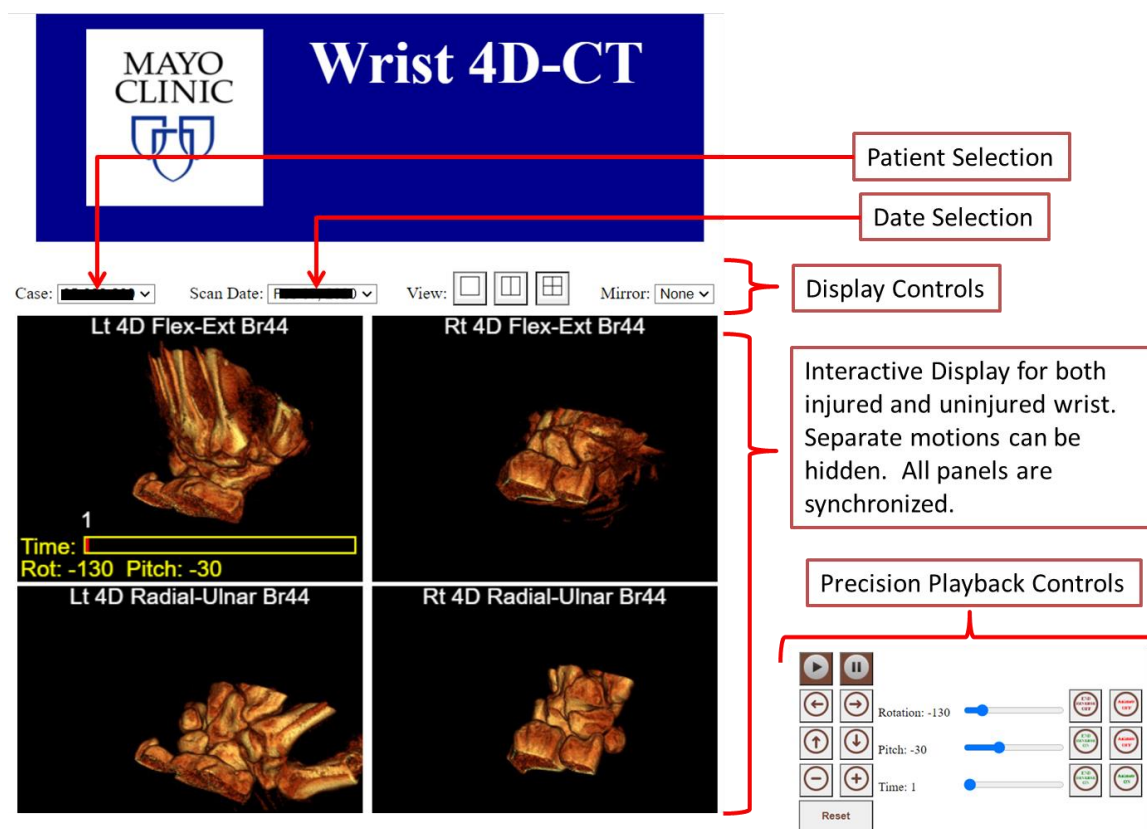 MAYO
CLINIC
Wrist 4D-CT
Patient Selection
Date Selection
Case:
Scan Date:
View:
Mirror: None
Display Controls
Lt 4D Flex-Ext Br44
Rt 4D Flex-Ext Br44
1
Time:
Rot: -130 Pitch: -30
Interactive Display for both
injured and uninjured wrist.
Separate motions can be
hidden. All panels are
synchronized.
Lt 4D Radial-Ulnar Br44
Rt 4D Radial-Ulnar Br44
Precision Playback Controls
Rotation: -130
Pitch: -30
Time: 1
Reset